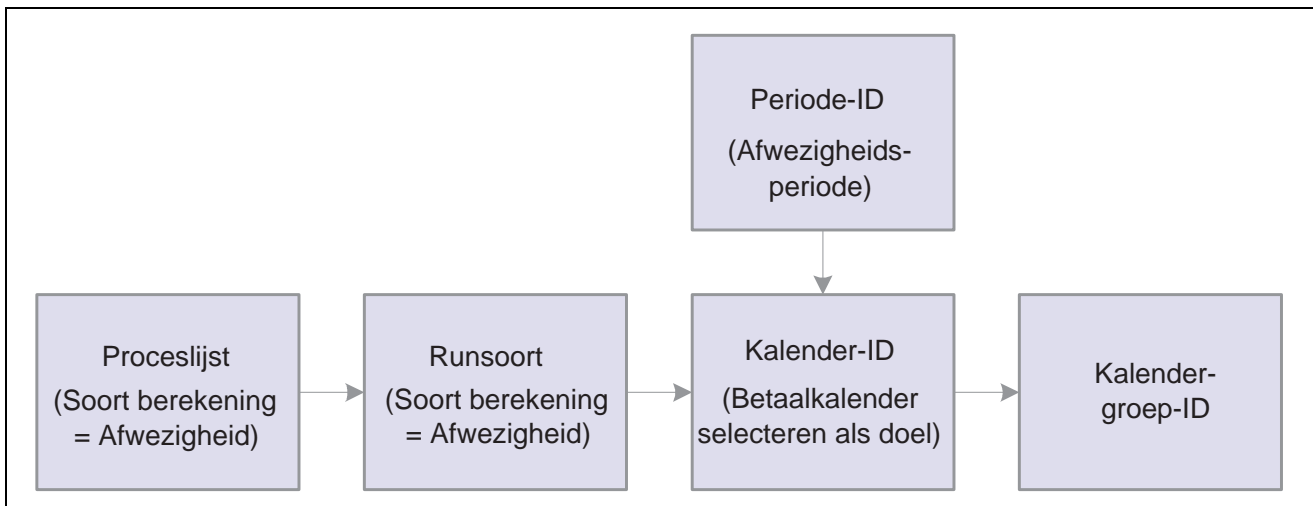 Periode-ID
(Afwezigheids-
periode)
Proceslijst
(Soort berekening
= Afwezigheid)
Runsoort
(Soort berekening
= Afwezigheid)
Kalender-ID
(Betaalkalender
selecteren als doel)
Kalender-
groep-ID